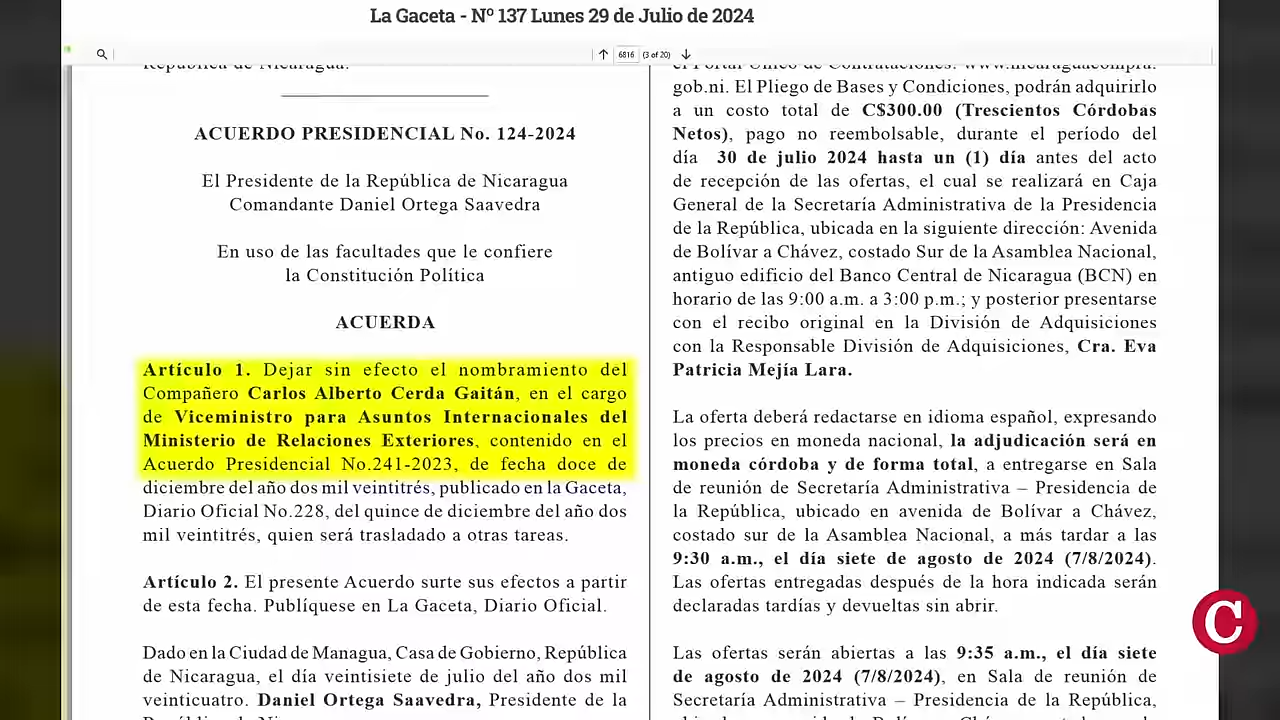 La Gaceta - Nº 137 Lunes 29 de Julio de 2024
6816 (3 of 20)
República de Nicaragua.
ACUERDO PRESIDENCIAL No. 124-2024
El Presidente de la República de Nicaragua
Comandante Daniel Ortega Saavedra
En uso de las facultades que le confiere
la Constitución Política
ACUERDA
Artículo 1. Dejar sin efecto el nombramiento del
Compañero Carlos Alberto Cerda Gaitán, en el cargo
de Viceministro para Asuntos Internacionales del
Ministerio de Relaciones Exteriores, contenido en el
Acuerdo Presidencial No.241-2023, de fecha doce de
diciembre del año dos mil veintitrés, publicado en la Gaceta,
Diario Oficial No.228, del quince de diciembre del año dos
mil veintitrés, quien será trasladado a otras tareas.
Artículo 2. El presente Acuerdo surte sus efectos a partir
de esta fecha. Publíquese en La Gaceta, Diario Oficial.
Dado en la Ciudad de Managua, Casa de Gobierno, República
de Nicaragua, el día veintisiete de julio del año dos mil
veinticuatro. Daniel Ortega Saavedra, Presidente de la
el Portal Único de Contrataciones: www.nicaraguacompra.
gob.ni. El Pliego de Bases y Condiciones, podrán adquirirlo
a un costo total de C$300.00 (Trescientos Córdobas
Netos), pago no reembolsable, durante el período del
día 30 de julio 2024 hasta un (1) día antes del acto
de recepción de las ofertas, el cual se realizará en Caja
General de la Secretaría Administrativa de la Presidencia
de la República, ubicada en la siguiente dirección: Avenida
de Bolívar a Chávez, costado Sur de la Asamblea Nacional,
antiguo edificio del Banco Central de Nicaragua (BCN) en
horario de las 9:00 a.m. a 3:00 p.m.; y posterior presentarse
con el recibo original en la División de Adquisiciones
con la Responsable División de Adquisiciones, Cra. Eva
Patricia Mejía Lara.
La oferta deberá redactarse en idioma español, expresando
los precios en moneda nacional, la adjudicación será en
moneda córdoba y de forma total, a entregarse en Sala
de reunión de Secretaría Administrativa – Presidencia de
la República, ubicado en avenida de Bolívar a Chávez,
costado sur de la Asamblea Nacional, a más tardar a las
9:30 a.m., el día siete de agosto de 2024 (7/8/2024).
Las ofertas entregadas después de la hora indicada serán
declaradas tardías y devueltas sin abrir.
Las ofertas serán abiertas a las 9:35 a.m., el día siete
de agosto de 2024 (7/8/2024), en Sala de reunión de
Secretaría Administrativa – Presidencia de la República,
C